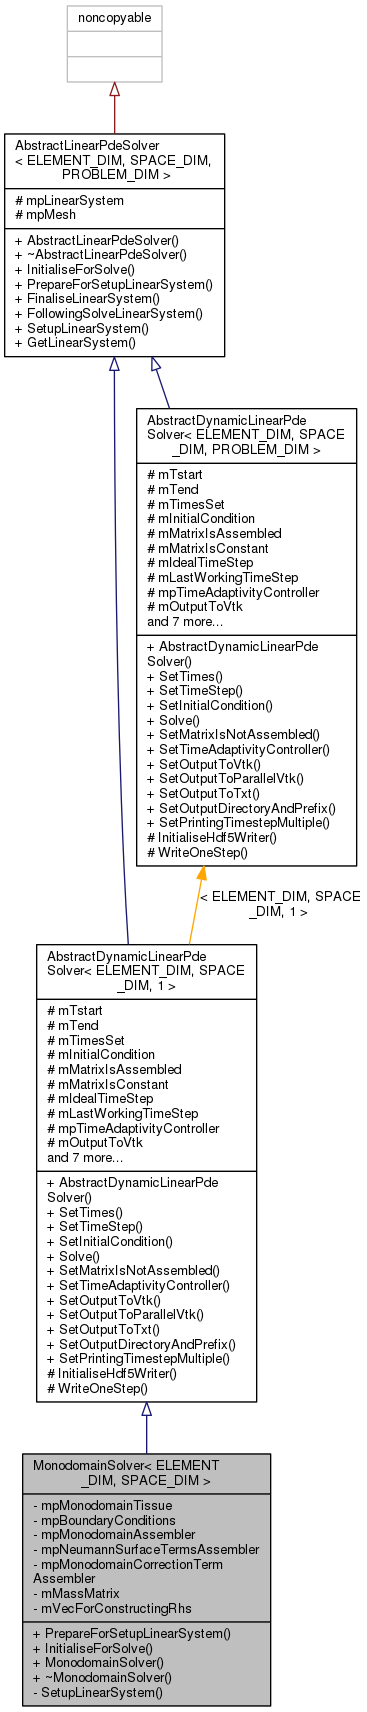 noncopyable
AbstractLinearPdeSolver
< ELEMENT_DIM, SPACE_DIM,
PROBLEM_DIM >
# mpLinearSystem
# mpMesh
+ AbstractLinearPdeSolver()
+ ~AbstractLinearPdeSolver()
+ InitialiseForSolve()
+ PrepareForSetupLinearSystem()
+ FinaliseLinearSystem()
+ FollowingSolveLinearSystem()
+ SetupLinearSystem()
+ GetLinearSystem()
AbstractDynamicLinearPde
Solver< ELEMENT_DIM, SPACE
_DIM, PROBLEM_DIM >
# mTstart
# mTend
# mTimesSet
# mInitialCondition
# mMatrixIsAssembled
# mMatrixIsConstant
# mIdealTimeStep
# mLastWorkingTimeStep
# mpTimeAdaptivityController
# mOutputToVtk
and 7 more...
+ AbstractDynamicLinearPde
Solver()
+ SetTimes()
+ SetTimeStep()
+ SetInitialCondition()
+ Solve()
+ SetMatrixIsNotAssembled()
+ SetTimeAdaptivityController()
+ SetOutputToVtk()
+ SetOutputToParallelVtk()
+ SetOutputToTxt()
+ SetOutputDirectoryAndPrefix()
+ SetPrintingTimestepMultiple()
# InitialiseHdf5Writer()
# WriteOneStep()
< ELEMENT_DIM, SPACE
_DIM, 1 >
AbstractDynamicLinearPde
Solver< ELEMENT_DIM, SPACE
_DIM, 1 >
# mTstart
# mTend
# mTimesSet
# mInitialCondition
# mMatrixIsAssembled
# mMatrixIsConstant
# mIdealTimeStep
# mLastWorkingTimeStep
# mpTimeAdaptivityController
# mOutputToVtk
and 7 more...
+ AbstractDynamicLinearPde
Solver()
+ SetTimes()
+ SetTimeStep()
+ SetInitialCondition()
+ Solve()
+ SetMatrixIsNotAssembled()
+ SetTimeAdaptivityController()
+ SetOutputToVtk()
+ SetOutputToParallelVtk()
+ SetOutputToTxt()
+ SetOutputDirectoryAndPrefix()
+ SetPrintingTimestepMultiple()
# InitialiseHdf5Writer()
# WriteOneStep()
MonodomainSolver< ELEMENT
_DIM, SPACE_DIM >
- mpMonodomainTissue
- mpBoundaryConditions
- mpMonodomainAssembler
- mpNeumannSurfaceTermsAssembler
- mpMonodomainCorrectionTerm
Assembler
- mMassMatrix
- mVecForConstructingRhs
+ PrepareForSetupLinearSystem()
+ InitialiseForSolve()
+ MonodomainSolver()
+ ~MonodomainSolver()
- SetupLinearSystem()